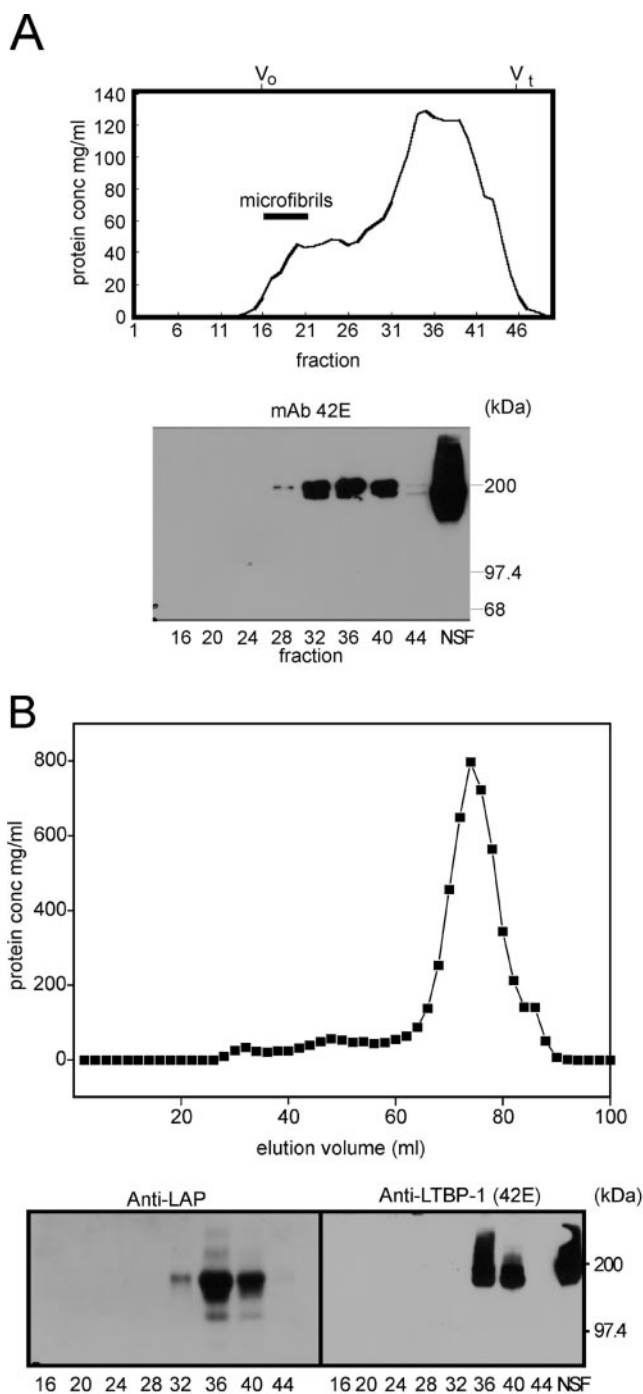 A
V₀ Vₜ
140
120
100
80
60
40
20
0
protein conc mg/ml
microfibrils
1 6 11 16 21 26 31 36 41 46
fraction
mAb 42E (kDa)
200
97.4
68
16 20 24 28 32 36 40 44 NSF
fraction
B
800
600
400
200
0
protein conc mg/ml
20 40 60 80 100
elution volume (ml)
Anti-LAP Anti-LTBP-1 (42E) (kDa)
200
97.4
16 20 24 28 32 36 40 44 16 20 24 28 32 36 40 44 NSF